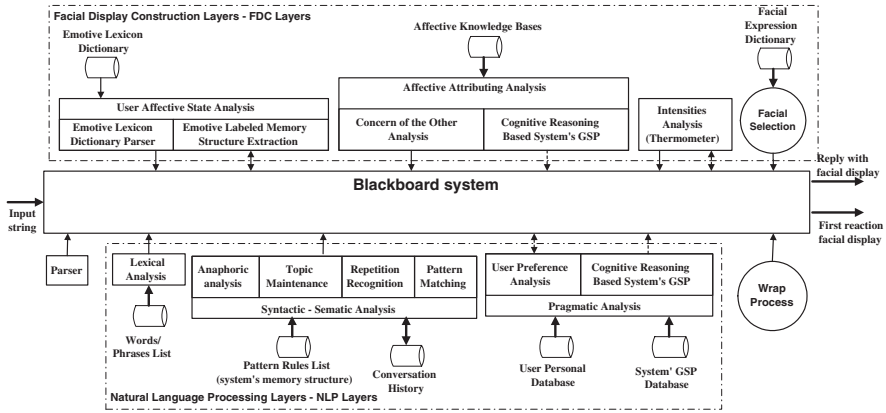 Facial Display Construction Layers - FDC Layers
Emotive Lexicon
Dictionary
Affective Knowledge Bases
Facial
Expression
Dictionary
User Affective State Analysis
Emotive Lexicon
Dictionary Parser
Emotive Labeled Memory
Structure Extraction
Affective Attributing Analysis
Concern of the Other
Analysis
Cognitive Reasoning
Based System's GSP
Intensities
Analysis
(Thermometer)
Facial
Selection
Blackboard system
Input
string
Reply with
facial display
First reaction
facial display
Parser
Lexical
Analysis
Words/
Phrases List
Anaphoric
analysis
Topic
Maintenance
Repetition
Recognition
Pattern
Matching
Syntactic - Sematic Analysis
Pattern Rules List
(system's memory structure)
Conversation
History
User Preference
Analysis
Cognitive Reasoning
Based System's GSP
Pragmatic Analysis
User Personal
Database
System' GSP
Database
Wrap
Process
Natural Language Processing Layers - NLP Layers